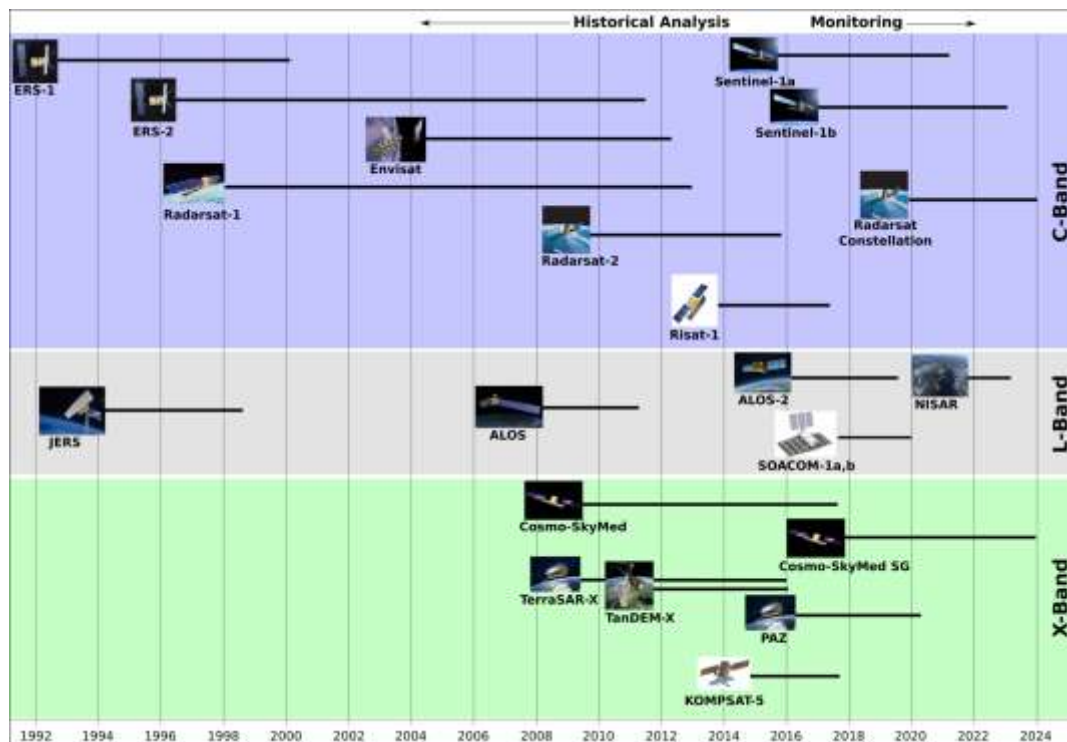 Historical Analysis
Monitoring
ERS-1
Sentinel-1a
ERS-2
Sentinel-1b
Envisat
Radarsat-1
Radarsat
Constellation
Radarsat-2
Risat-1
C-Band
ALOS-2
NISAR
JERS
ALOS
SOACOM-1a,b
L-Band
Cosmo-SkyMed
Cosmo-SkyMed SG
TerraSAR-X
TanDEM-X
PAZ
KOMPSAT-5
X-Band
1992 1994 1996 1998 2000 2002 2004 2006 2008 2010 2012 2014 2016 2018 2020 2022 2024